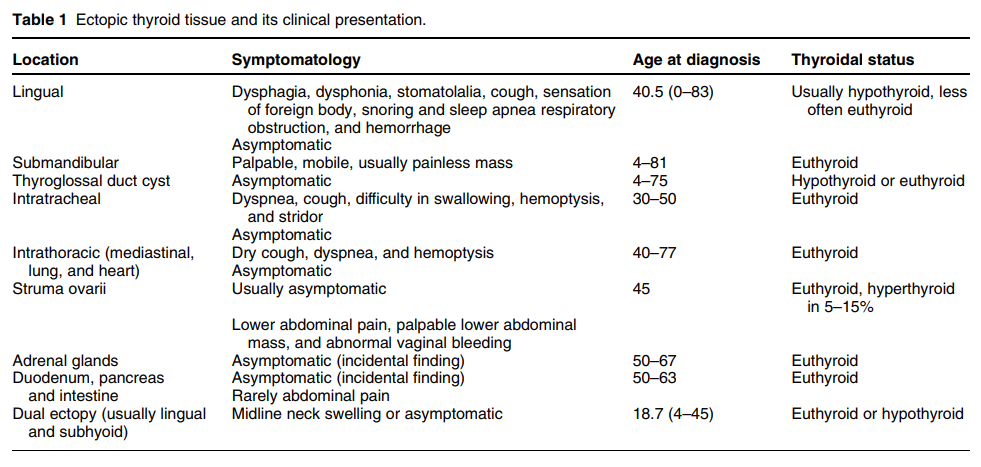 Table 1 Ectopic thyroid tissue and its clinical presentation.
Location Symptomatology Age at diagnosis Thyroidal status
Lingual Dysphagia, dysphonia, stomatolalia, cough, sensation 40.5 (0–83) Usually hypothyroid, less
of foreign body, snoring and sleep apnea respiratory often euthyroid
obstruction, and hemorrhage
Asymptomatic
Submandibular Palpable, mobile, usually painless mass 4–81 Euthyroid
Thyroglossal duct cyst Asymptomatic 4–75 Hypothyroid or euthyroid
Intratracheal Dyspnea, cough, difficulty in swallowing, hemoptysis, 30–50 Euthyroid
and stridor
Asymptomatic
Intrathoracic (mediastinal, Dry cough, dyspnea, and hemoptysis 40–77 Euthyroid
lung, and heart) Asymptomatic
Struma ovarii Usually asymptomatic 45 Euthyroid, hyperthyroid
in 5–15%
Lower abdominal pain, palpable lower abdominal
mass, and abnormal vaginal bleeding
Adrenal glands Asymptomatic (incidental finding) 50–67 Euthyroid
Duodenum, pancreas Asymptomatic (incidental finding) 50–63 Euthyroid
and intestine Rarely abdominal pain
Dual ectopy (usually lingual Midline neck swelling or asymptomatic 18.7 (4–45) Euthyroid or hypothyroid
and subhyoid)